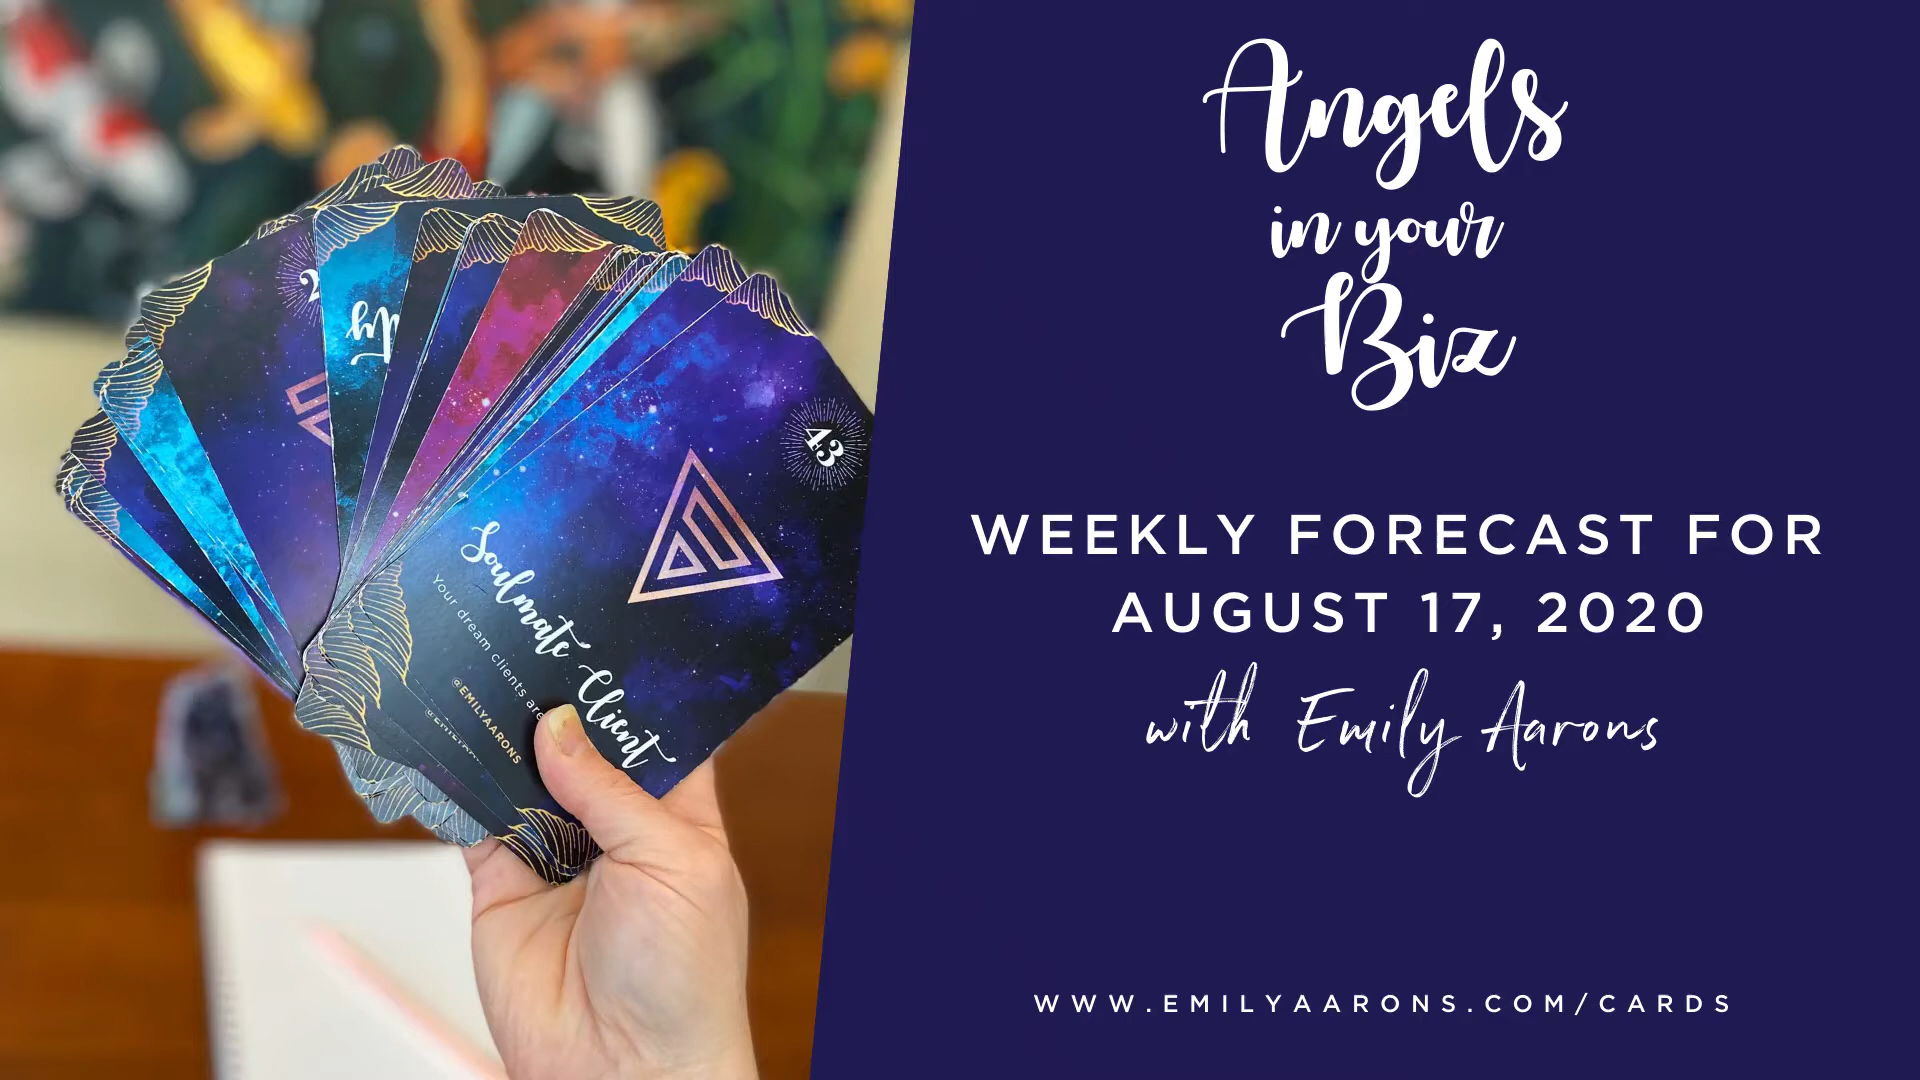 Angels
in your
Biz
WEEKLY FORECAST FOR
AUGUST 17, 2020
with Emily Aarons
WWW.EMILYAARONS.COM/CARDS
43
Soulmate Client
Your dream clients are
@EMILYAARONS